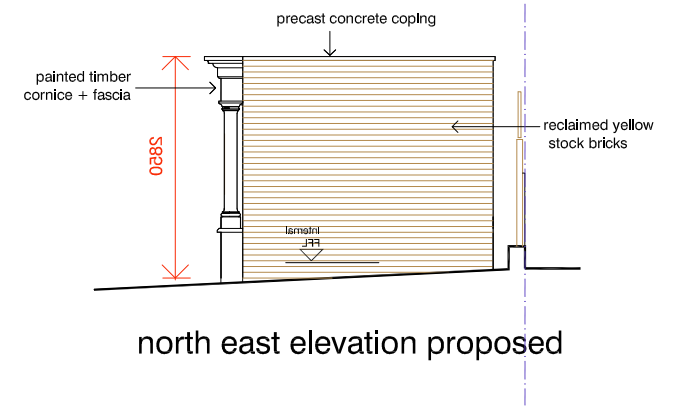 precast concrete coping
painted timber
cornice + fascia
2850
reclaimed yellow
stock bricks
Internal
FFL
north east elevation proposed